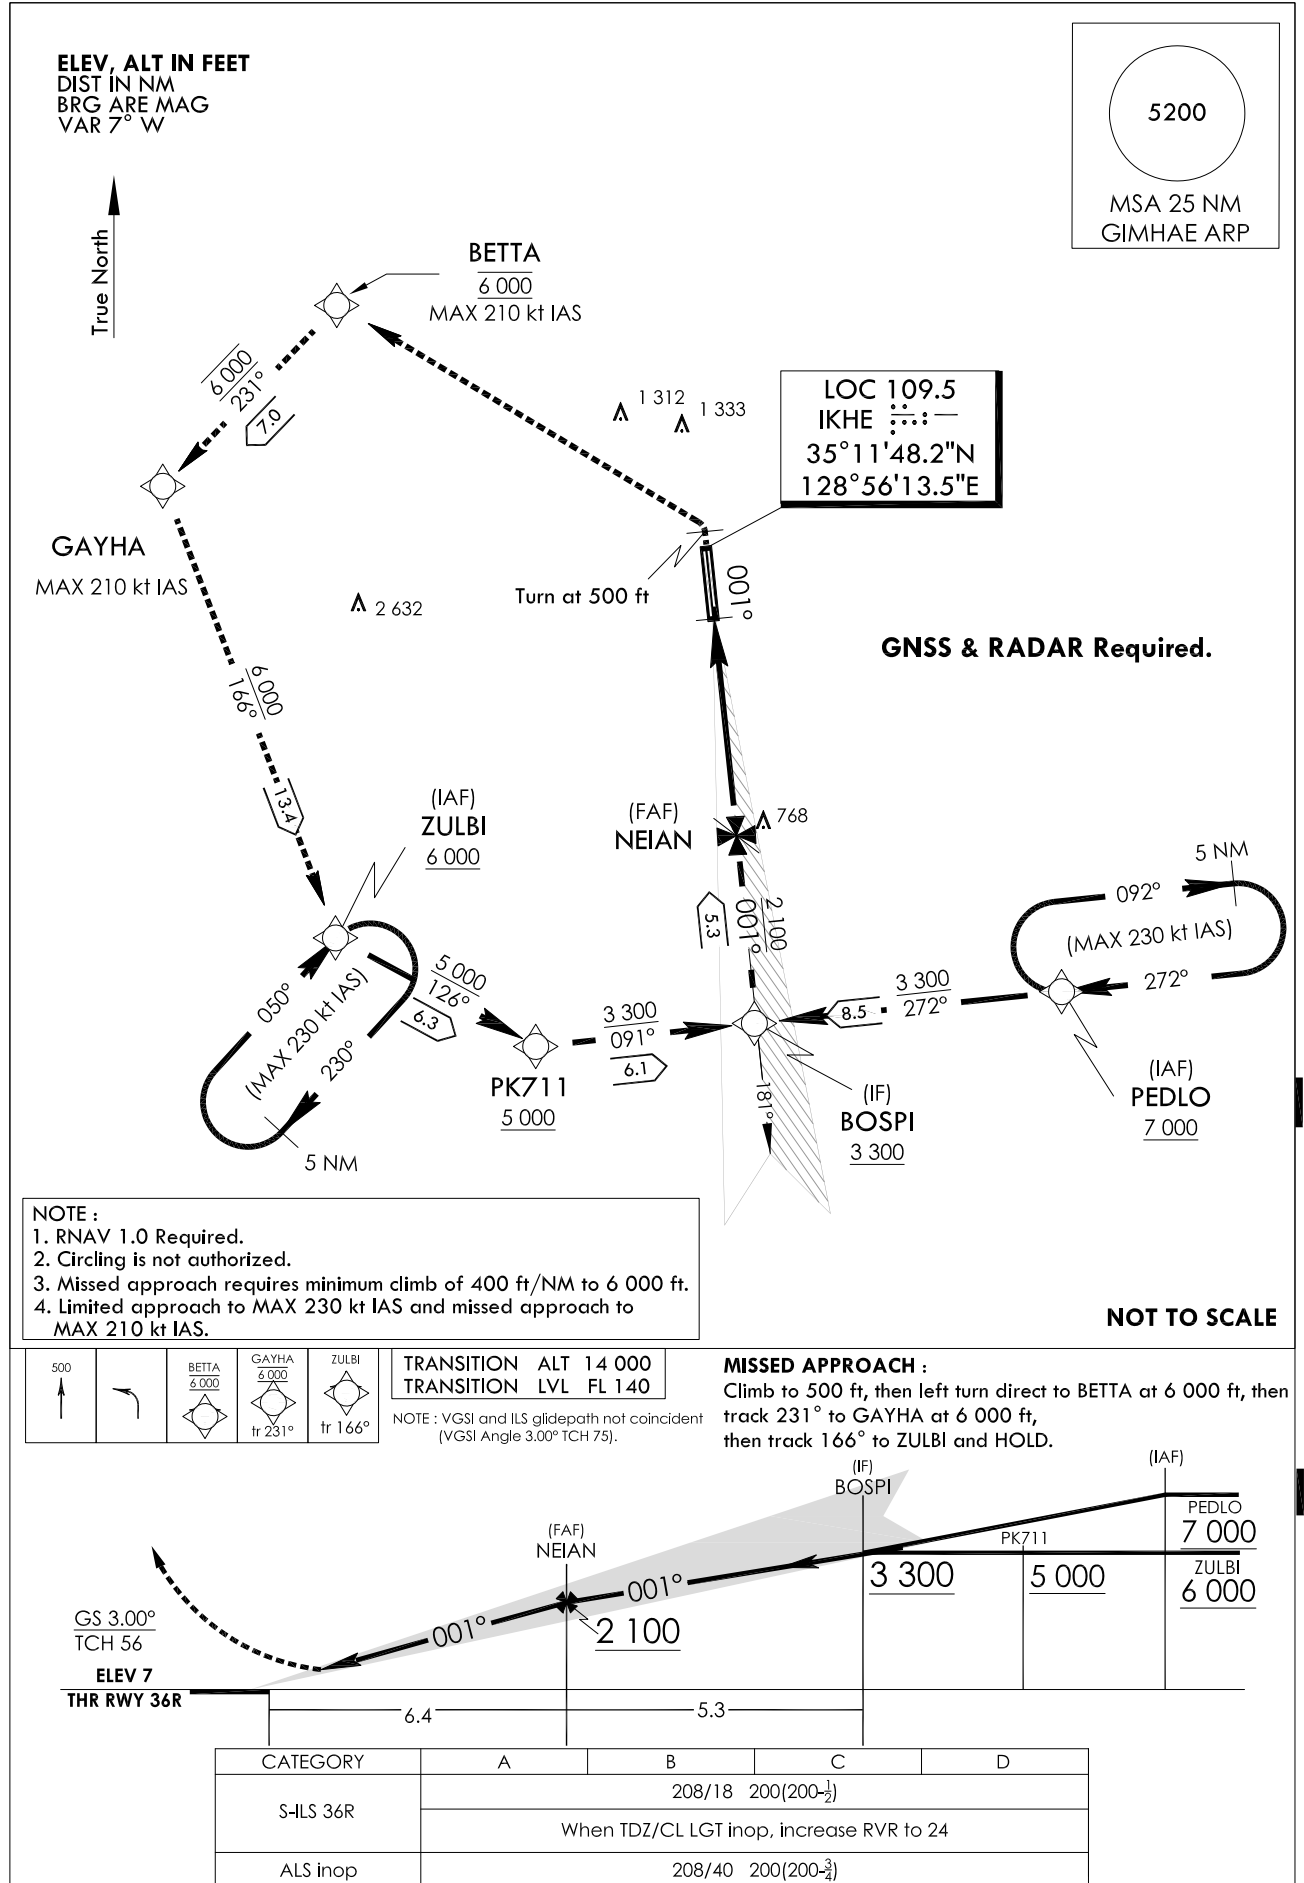 ELEV, ALT IN FEET
DIST IN NM
BRG ARE MAG
VAR 7° W
5200
MSA 25 NM
GIMHAE ARP
True North
BETTA
6 000
MAX 210 kt IAS
6 000
231°
7.0
1 312
1 333
LOC 109.5
IKHE
35°11'48.2"N
128°56'13.5"E
GAYHA
MAX 210 kt IAS
Turn at 500 ft
001°
2 632
GNSS & RADAR Required.
6 000
166°
13.4
(IAF)
ZULBI
6 000
(FAF)
NEIAN
768
5 NM
092°
(MAX 230 kt IAS)
272°
5.3
001°
2 100
050°
(MAX 230 kt IAS)
230°
5 NM
5 000
126°
6.3
3 300
091°
6.1
3 300
272°
8.5
PK711
5 000
181°
(IF)
BOSPI
3 300
(IAF)
PEDLO
7 000
NOTE :
1. RNAV 1.0 Required.
2. Circling is not authorized.
3. Missed approach requires minimum climb of 400 ft/NM to 6 000 ft.
4. Limited approach to MAX 230 kt IAS and missed approach to
MAX 210 kt IAS.
NOT TO SCALE
500
BETTA
6 000
GAYHA
6 000
tr 231°
ZULBI
tr 166°
TRANSITION ALT 14 000
TRANSITION LVL FL 140
NOTE : VGSI and ILS glidepath not coincident
(VGSI Angle 3.00° TCH 75).
MISSED APPROACH :
Climb to 500 ft, then left turn direct to BETTA at 6 000 ft, then
track 231° to GAYHA at 6 000 ft,
then track 166° to ZULBI and HOLD.
(IF)
BOSPI
(IAF)
PEDLO
7 000
(FAF)
NEIAN
PK711
3 300
5 000
ZULBI
6 000
001°
001°
2 100
GS 3.00°
TCH 56
ELEV 7
THR RWY 36R
6.4
5.3
CATEGORY A B C D
S-ILS 36R
208/18 200(200-½)
When TDZ/CL LGT inop, increase RVR to 24
ALS inop
208/40 200(200-¾)